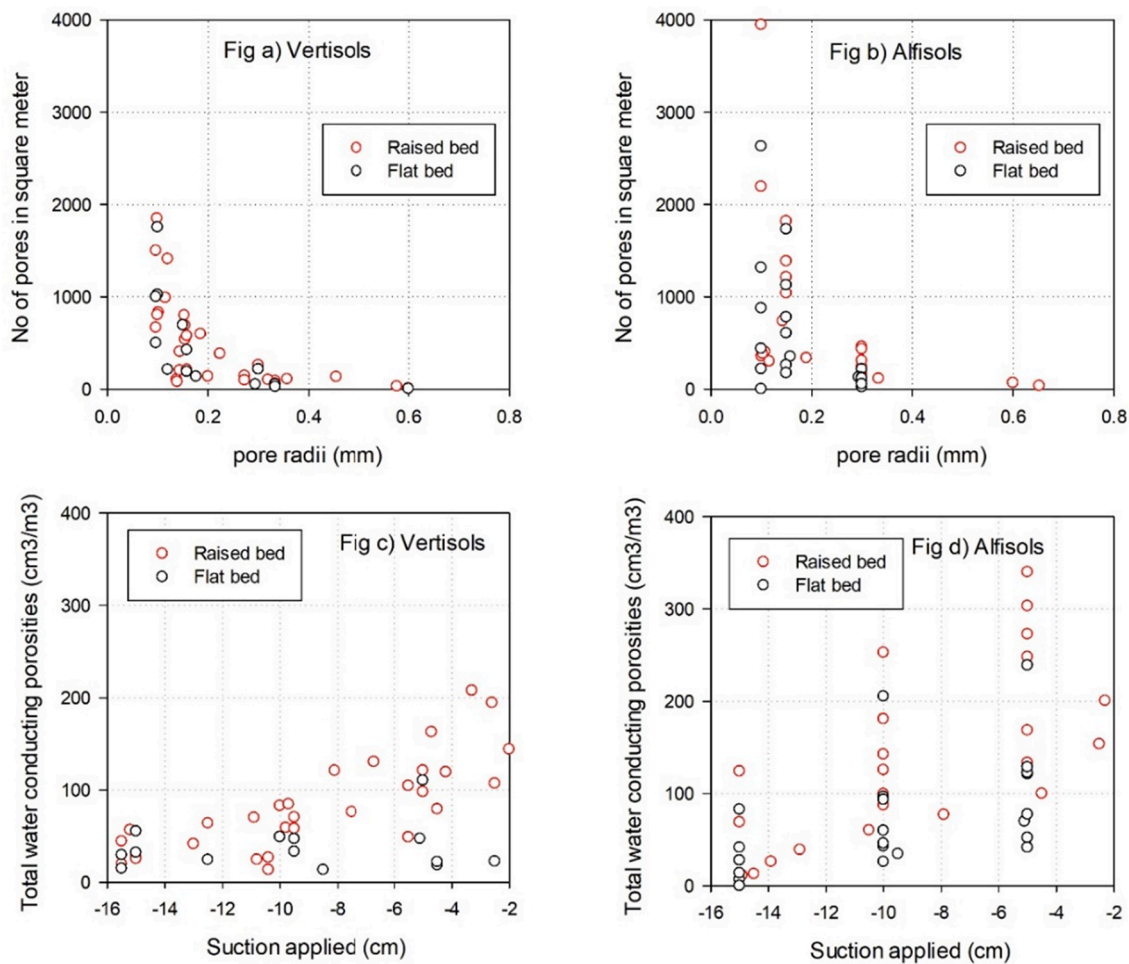 Fig a) Vertisols
No of pores in square meter
4000
3000
2000
1000
0
Raised bed
Flat bed
0.0 0.2 0.4 0.6 0.8
pore radii (mm)
Fig b) Alfisols
No of pores in square meter
4000
3000
2000
1000
0
Raised bed
Flat bed
0.0 0.2 0.4 0.6 0.8
pore radii (mm)
Fig c) Vertisols
Total water conducting porosities (cm3/m3)
400
300
200
100
0
Raised bed
Flat bed
-16 -14 -12 -10 -8 -6 -4 -2
Suction applied (cm)
Fig d) Alfisols
Total water conducting porosities (cm3/m3)
400
300
200
100
0
Raised bed
Flat bed
-16 -14 -12 -10 -8 -6 -4 -2
Suction applied (cm)